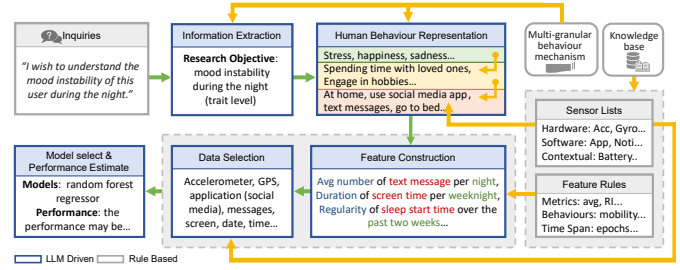 Inquiries
"I wish to understand the
mood instability of this
user during the night."
Information Extraction
Research Objective:
mood instability
during the night
(trait level)
Human Behaviour Representation
Stress, happiness, sadness...
Spending time with loved ones,
Engage in hobbies...
At home, use social media app,
text messages, go to bed...
Multi-granular
behaviour
mechanism
Knowledge
base
Sensor Lists
Hardware: Acc, Gyro...
Software: App, Noti...
Contextual: Battery..
Feature Rules
Metrics: avg, RI...
Behaviours: mobility...
Time Span: epochs...
Model select &
Performance Estimate
Models: random forest
regressor
Performance: the
performance may be...
Data Selection
Accelerometer, GPS,
application (social
media), messages,
screen, date, time...
Feature Construction
Avg number of text message per night,
Duration of screen time per weeknight,
Regularity of sleep start time over the
past two weeks...
LLM Driven
Rule Based